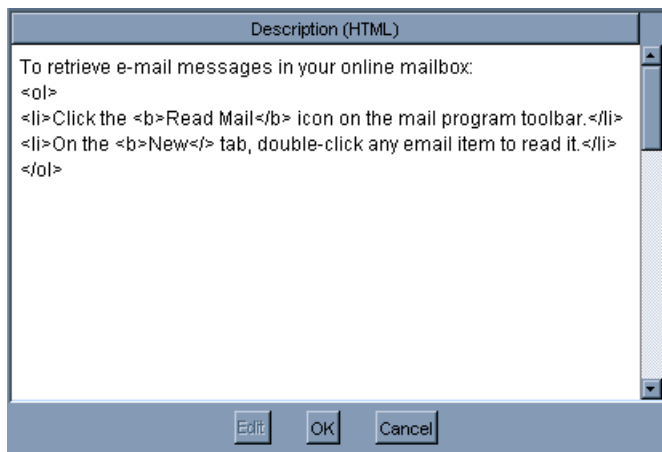 Description (HTML)
To retrieve e-mail messages in your online mailbox:
<ol>
<li>Click the <b>Read Mail</b> icon on the mail program toolbar.</li>
<li>On the <b>New</> tab, double-click any email item to read it.</li>
</ol>
Edit OK Cancel